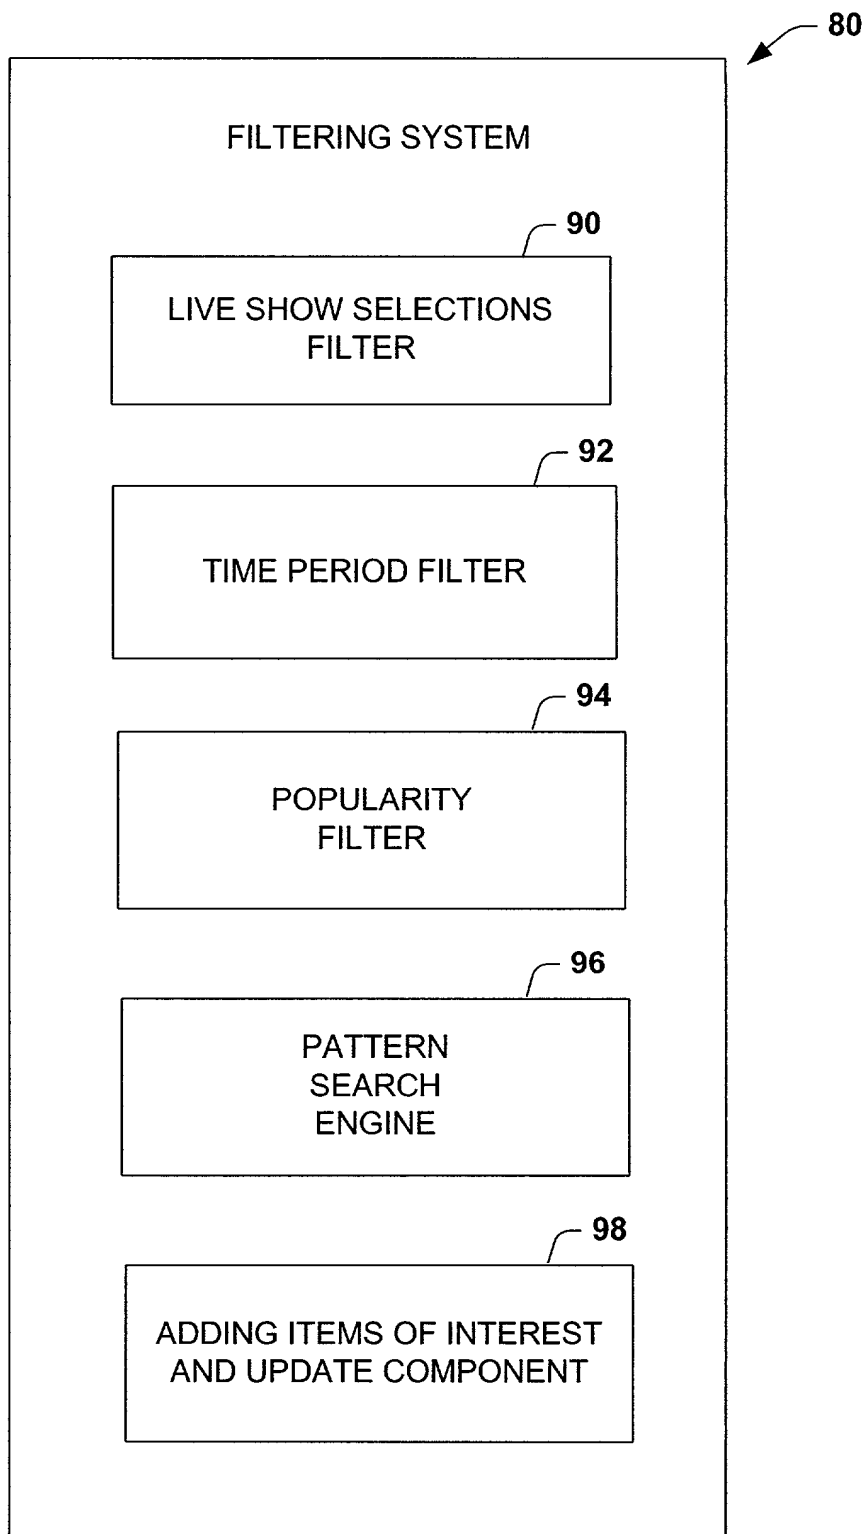 80
FILTERING SYSTEM
90
LIVE SHOW SELECTIONS
FILTER
92
TIME PERIOD FILTER
94
POPULARITY
FILTER
96
PATTERN
SEARCH
ENGINE
98
ADDING ITEMS OF INTEREST
AND UPDATE COMPONENT